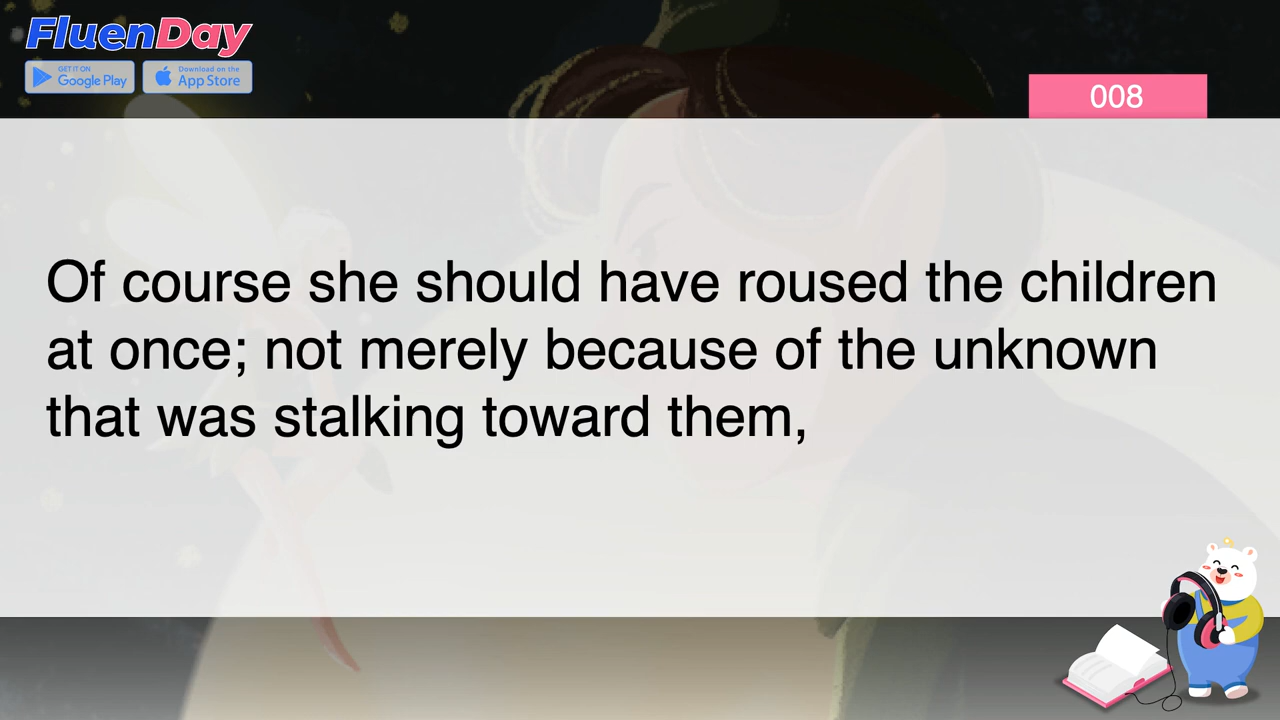 FluenDay
GET IT ON
Google Play
Download on the
App Store
008
Of course she should have roused the children
at once; not merely because of the unknown
that was stalking toward them,